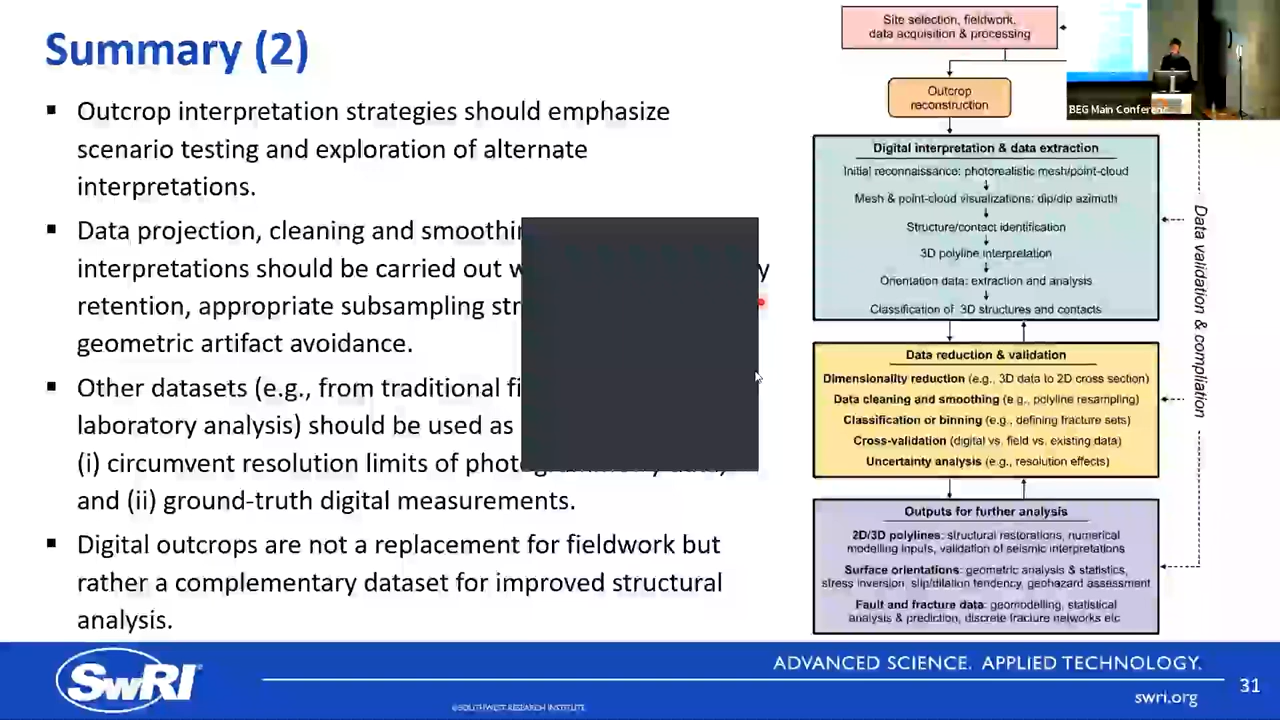 Summary (2)
▪ Outcrop interpretation strategies should emphasize
scenario testing and exploration of alternate
interpretations.
▪ Data projection, cleaning and
interpretations should be carried out
retention, appropriate subsampling
geometric artifact avoidance.
▪ Other datasets (e.g., from traditional
laboratory analysis) should be used as
(i) circumvent resolution limits of
and (ii) ground-truth digital measurements.
▪ Digital outcrops are not a replacement for fieldwork but
rather a complementary dataset for improved structural
analysis.
Site selection, fieldwork,
data acquisition & processing
Outcrop
reconstruction
Digital interpretation & data extraction
Initial reconnaissance: photorealistic mesh/point-cloud
Mesh & point-cloud visualizations: dip/dip azimuth
Structure/contact identification
3D polyline interpretation
Orientation data: extraction and analysis
Classification of 3D structures and contacts
Data reduction & validation
Dimensionality reduction (e.g., 3D data to 2D cross section)
Data cleaning and smoothing (e.g., polyline resampling)
Classification or binning (e.g., defining fracture sets)
Cross-validation (digital vs. field vs. existing data)
Uncertainty analysis (e.g., resolution effects)
Outputs for further analysis
2D/3D polylines: structural restorations, numerical
modelling inputs, validation of seismic interpretations
Surface orientations: geometric analysis & statistics,
stress inversion, slip/dilation tendency, geohazard assessment
Fault and fracture data: geomodelling, statistical
analysis & prediction, discrete fracture networks etc
Data validation & compliation
BEG Main Conference
SwRI
ADVANCED SCIENCE. APPLIED TECHNOLOGY.
swri.org
31
©SOUTHWEST RESEARCH INSTITUTE